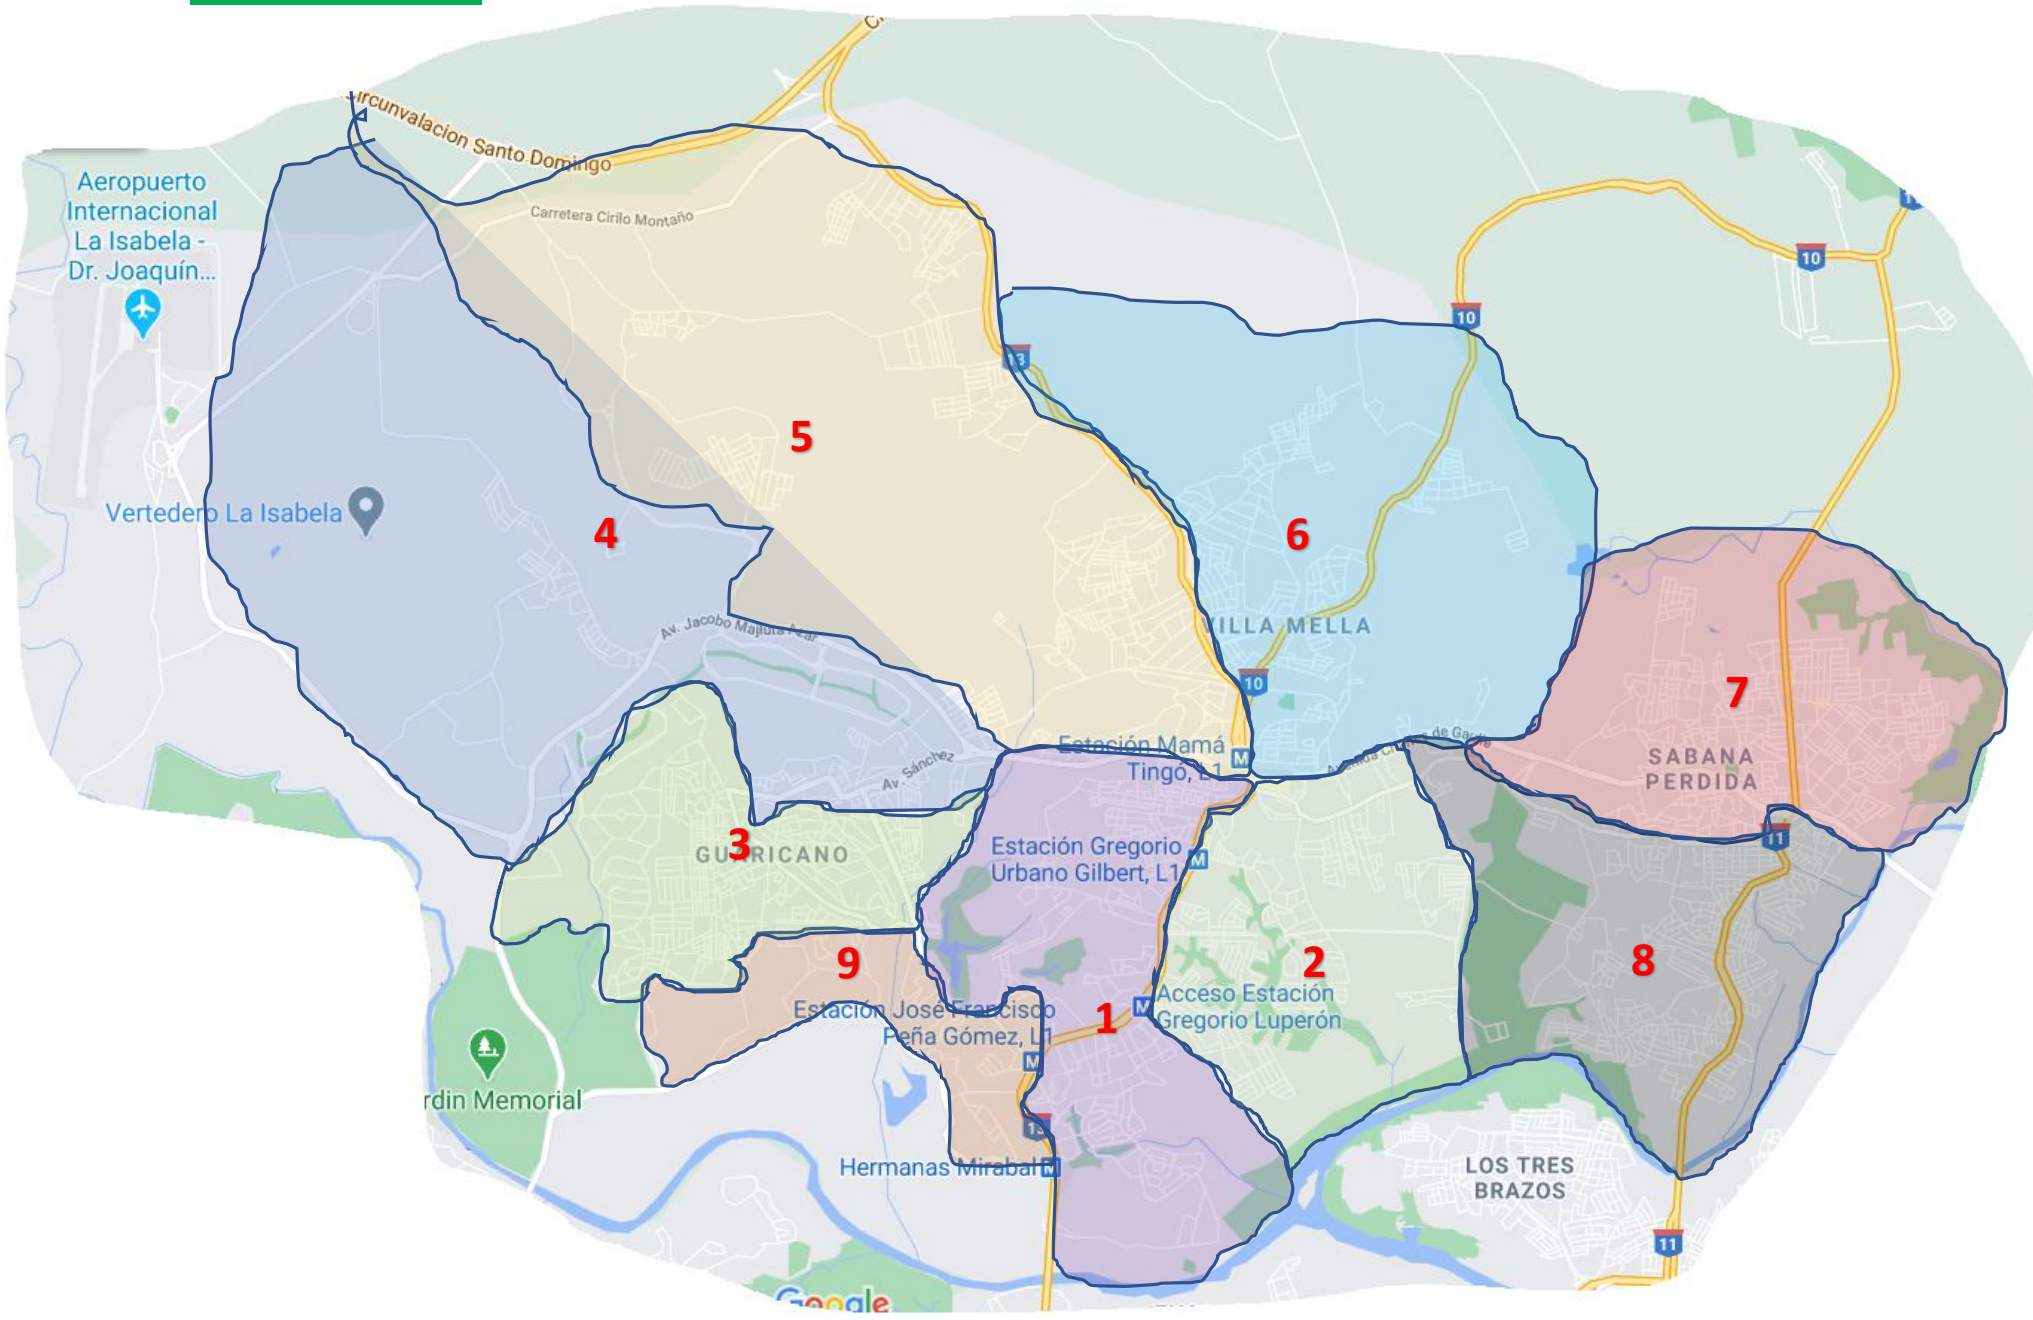 Circunvalacion Santo Domingo
Aeropuerto
Internacional
La Isabela -
Dr. Joaquín...
Carretera Cirilo Montaño
10
10
13
5
Vertedero La Isabela
4
6
VILLA MELLA
Av. Jacobo Majluta Azar
10
7
Estación Mamá
Tingó, L1
M
SABANA
PERDIDA
Av. Sánchez
3
GUARICANO
Estación Gregorio
Urbano Gilbert, L1
M
11
9
2
8
Estación José Francisco
Peña Gómez, L1
M
1
M
Acceso Estación
Gregorio Luperón
rdin Memorial
13
Hermanas Mirabal
M
LOS TRES
BRAZOS
11
Google